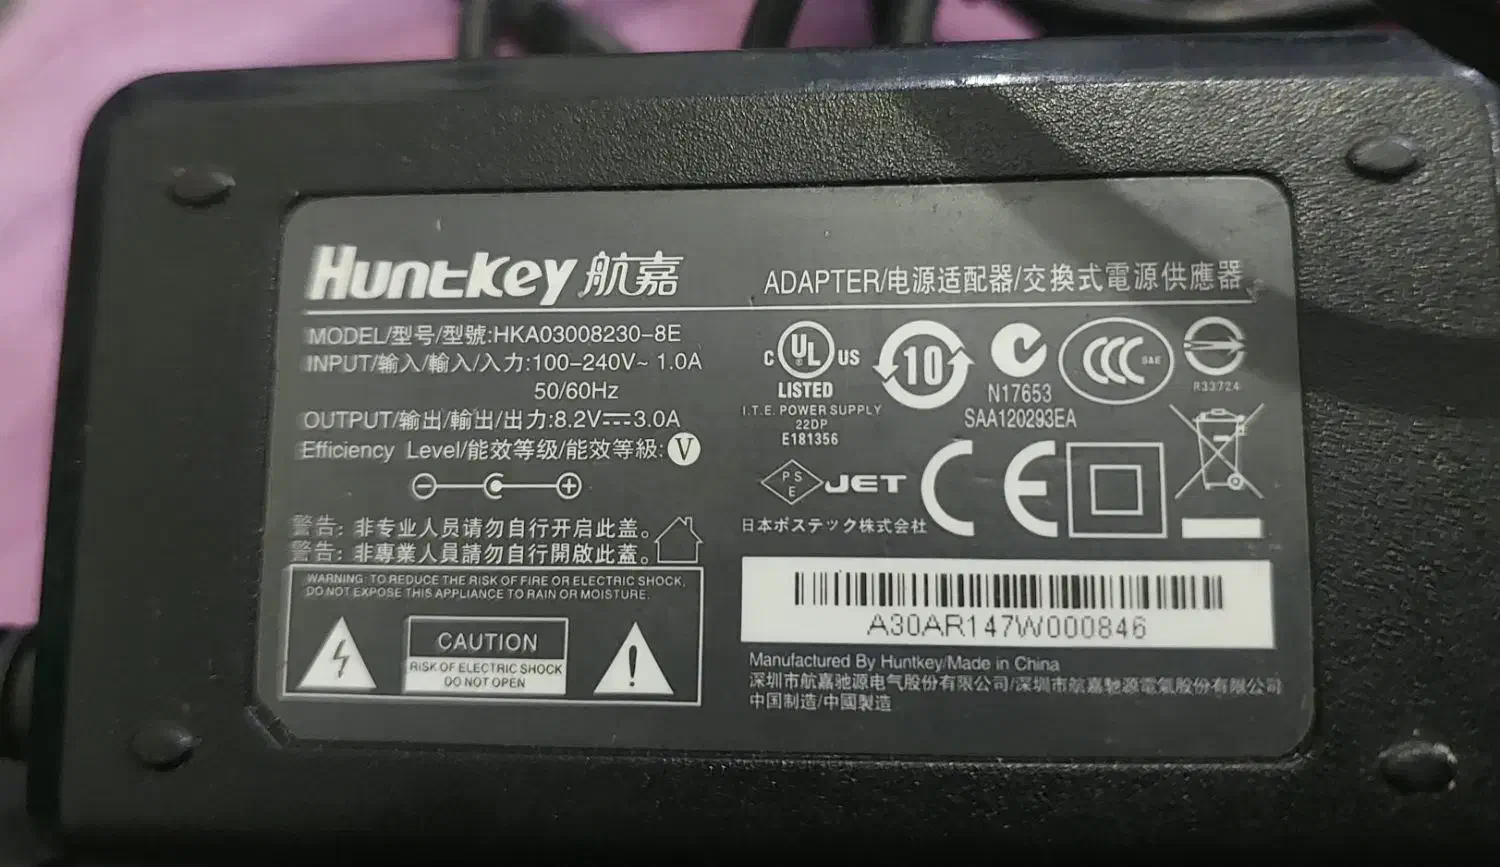 Huntkey 航嘉
ADAPTER/电源适配器/交換式電源供應器
MODEL/型号/型號:HKA03008230-8E
INPUT/输入/輸入/入力:100-240V~ 1.0A
50/60Hz
OUTPUT/输出/輸出/出力:8.2V⎓3.0A
Efficiency Level/能效等级/能效等級: V
警告: 非专业人员请勿自行开启此盖。
警告: 非專業人員請勿自行開啟此蓋。
WARNING: TO REDUCE THE RISK OF FIRE OR ELECTRIC SHOCK,
DO NOT EXPOSE THIS APPLIANCE TO RAIN OR MOISTURE.
CAUTION
RISK OF ELECTRIC SHOCK
DO NOT OPEN
C UL US
LISTED
I.T.E. POWER SUPPLY
22DP
E181356
10
N17653
SAA120293EA
CCC S&E
R33724
PS
E
JET
日本ポステック株式会社
CE
A30AR147W000846
Manufactured By Huntkey/Made in China
深圳市航嘉驰源电气股份有限公司/深圳市航嘉馳源電氣股份有限公司
中国制造/中國製造